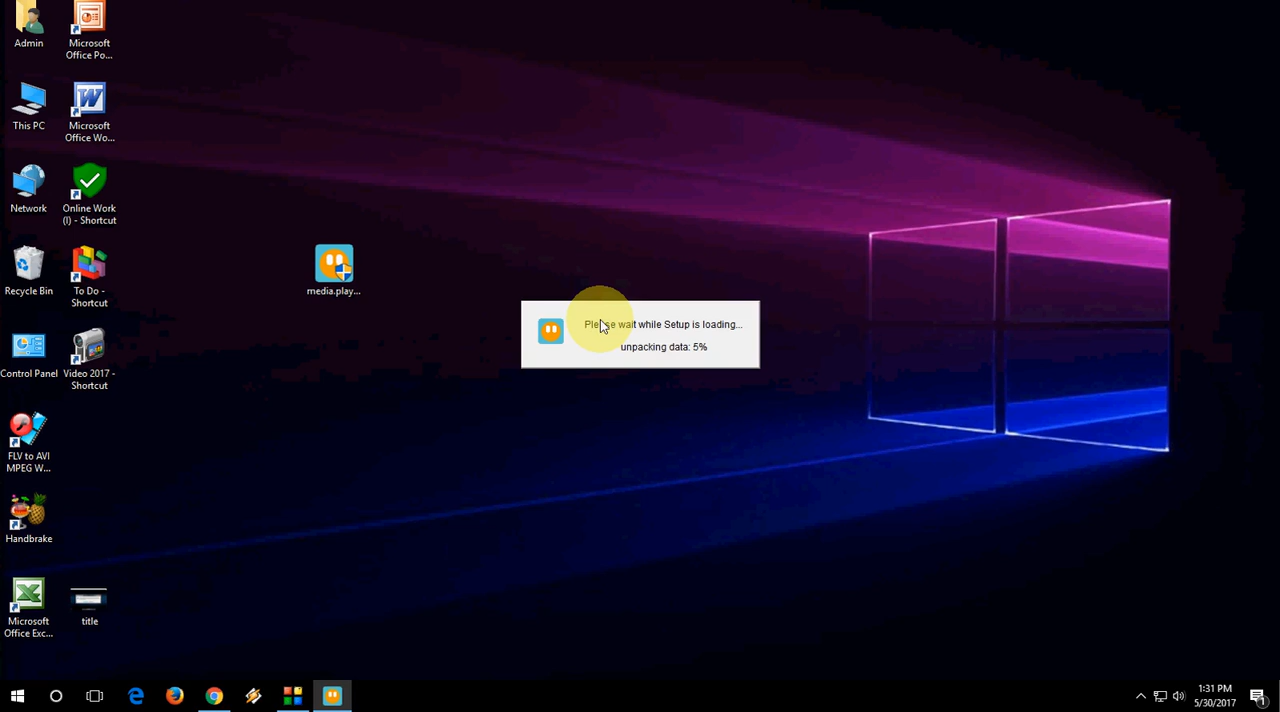 Admin
Microsoft
Office Po...
This PC
Microsoft
Office Wo...
Network
Online Work
(I) - Shortcut
Recycle Bin
To Do -
Shortcut
media.play...
Please wait while Setup is loading...
unpacking data: 5%
Control Panel
Video 2017 -
Shortcut
FLV to AVI
MPEG W...
Handbrake
Microsoft
Office Exc...
title
1:31 PM
5/30/2017
1